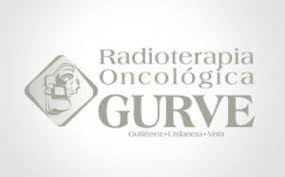 Radioterapia
Oncológica
GURVE
Gutiérrez • Urdaneta • Vera